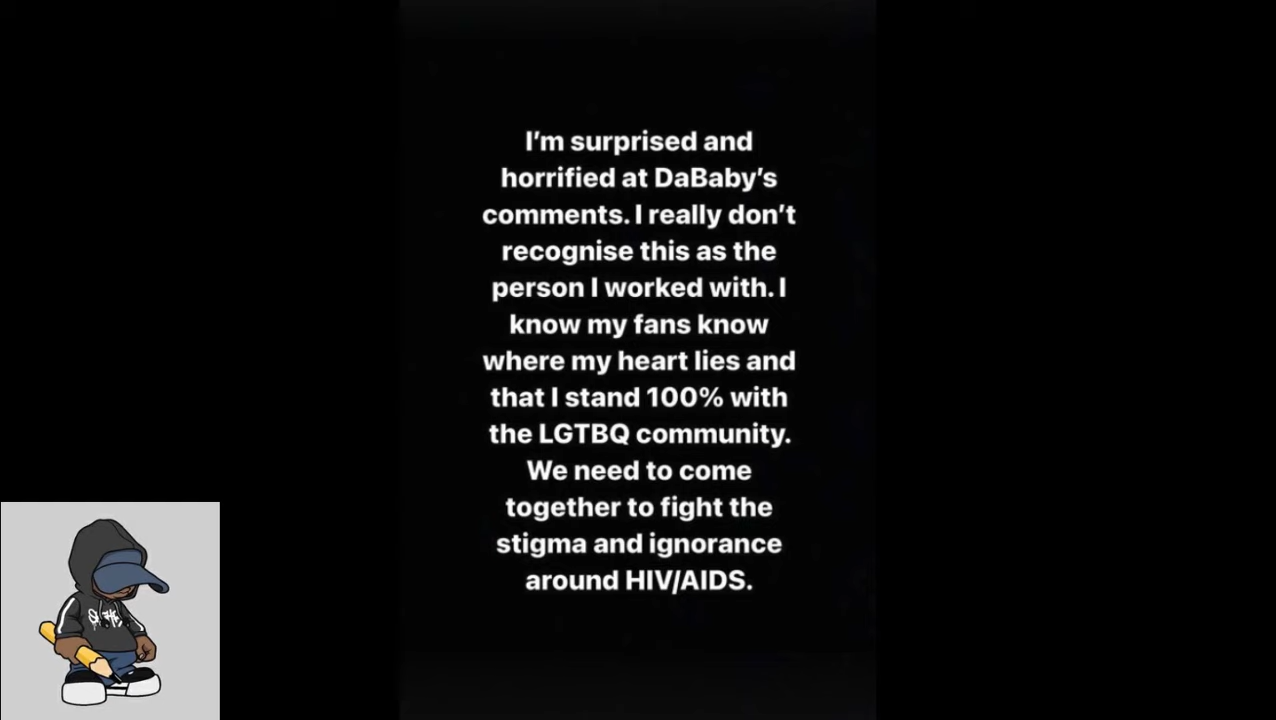 I’m surprised and
horrified at DaBaby’s
comments. I really don’t
recognise this as the
person I worked with. I
know my fans know
where my heart lies and
that I stand 100% with
the LGTBQ community.
We need to come
together to fight the
stigma and ignorance
around HIV/AIDS.